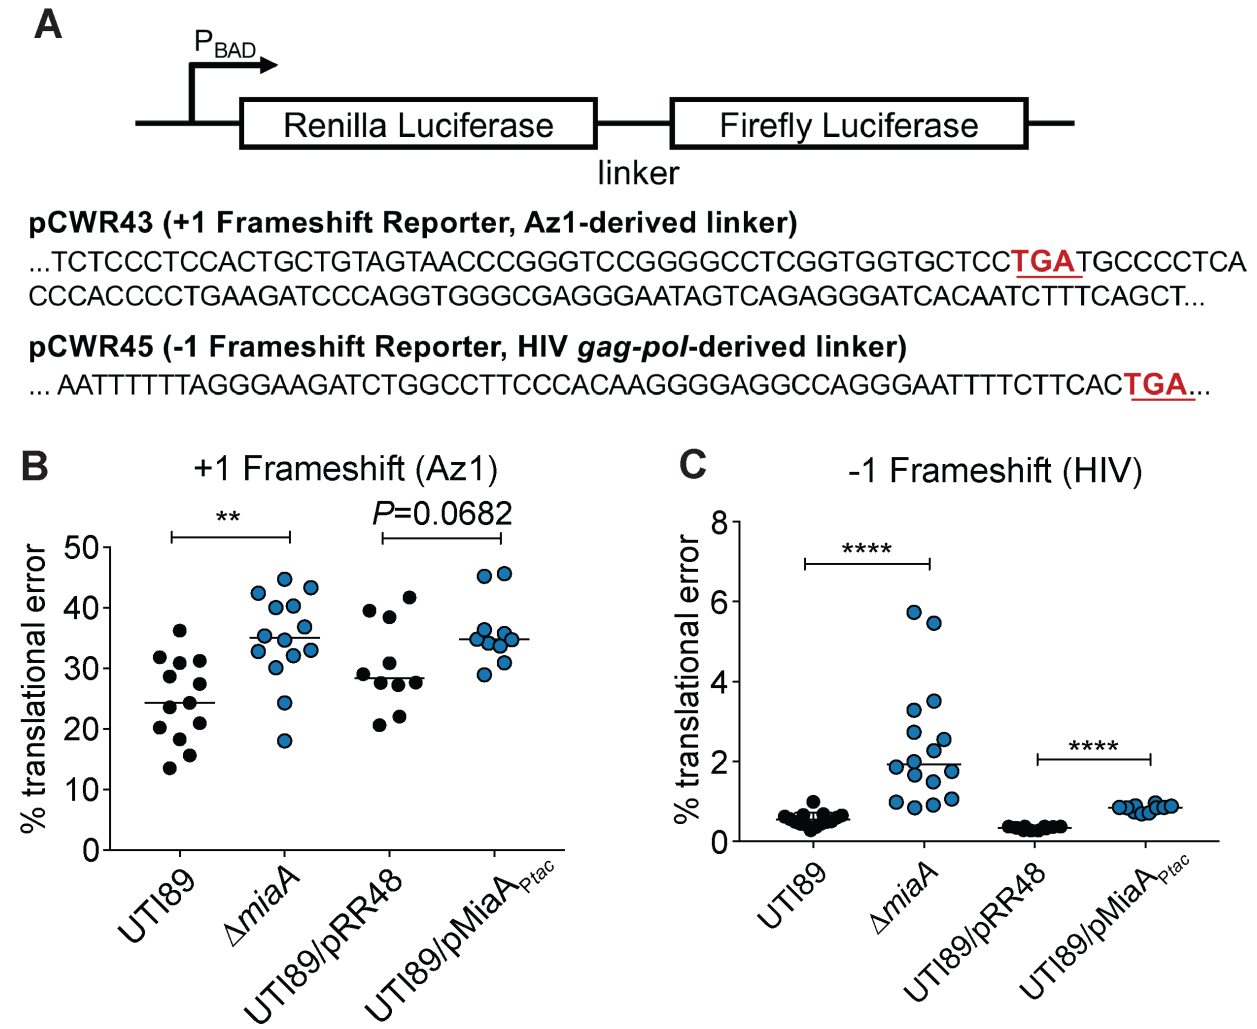 A
PBAD
Renilla Luciferase
Firefly Luciferase
linker
pCWR43 (+1 Frameshift Reporter, Az1-derived linker)
...TCTCCCTCCACTGCTGTAGTAACCCGGGTCCGGGGCCTCGGTGGTGCTCCTGATGCCCCTCA
CCCACCCCTGAAGATCCCAGGTGGGCGAGGGAATAGTCAGAGGGATCACAATCTTTCAGCT...
pCWR45 (-1 Frameshift Reporter, HIV gag-pol-derived linker)
... AATTTTTTAGGGAAGATCTGGCCTTCCCACAAGGGGAGGCCAGGGAATTTTCTTCACTGA...
B
+1 Frameshift (Az1)
**
P=0.0682
% translational error
50
40
30
20
10
0
UTI89
ΔmiaA
UTI89/pRR48
UTI89/pMiaAPtac
C
-1 Frameshift (HIV)
****
****
% translational error
8
6
4
2
0
UTI89
ΔmiaA
UTI89/pRR48
UTI89/pMiaAPtac